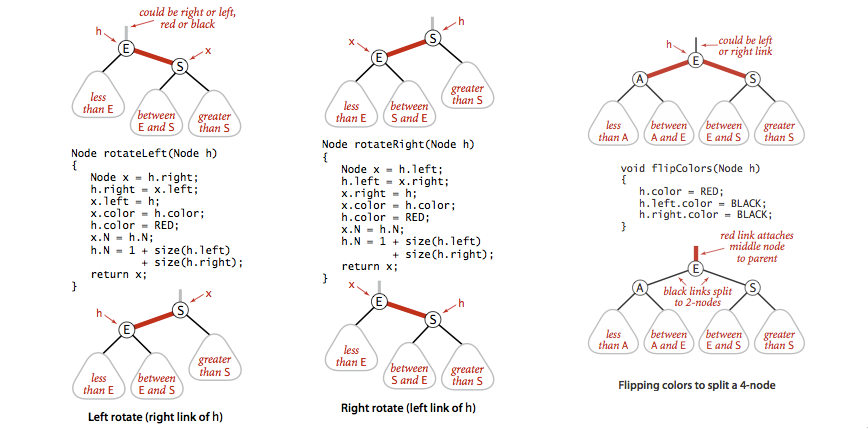 could be right or left,
red or black
h
E
x
S
less
than E
between
E and S
greater
than S
Node rotateLeft(Node h)
{
Node x = h.right;
h.right = x.left;
x.left = h;
x.color = h.color;
h.color = RED;
x.N = h.N;
h.N = 1 + size(h.left)
+ size(h.right);
return x;
}
x
h
S
E
less
than E
between
E and S
greater
than S
Left rotate (right link of h)
h
x
S
E
less
than E
between
S and E
greater
than S
Node rotateRight(Node h)
{
Node x = h.left;
h.left = x.right;
x.right = h;
x.color = h.color;
h.color = RED;
x.N = h.N;
h.N = 1 + size(h.left)
+ size(h.right);
return x;
}
x
E
h
S
less
than E
between
S and E
greater
than S
Right rotate (left link of h)
h
could be left
or right link
E
A
S
less
than A
between
A and E
between
E and S
greater
than S
void flipColors(Node h)
{
h.color = RED;
h.left.color = BLACK;
h.right.color = BLACK;
}
red link attaches
middle node
to parent
E
A
black links split
to 2-nodes
S
less
than A
between
A and E
between
E and S
greater
than S
Flipping colors to split a 4-node